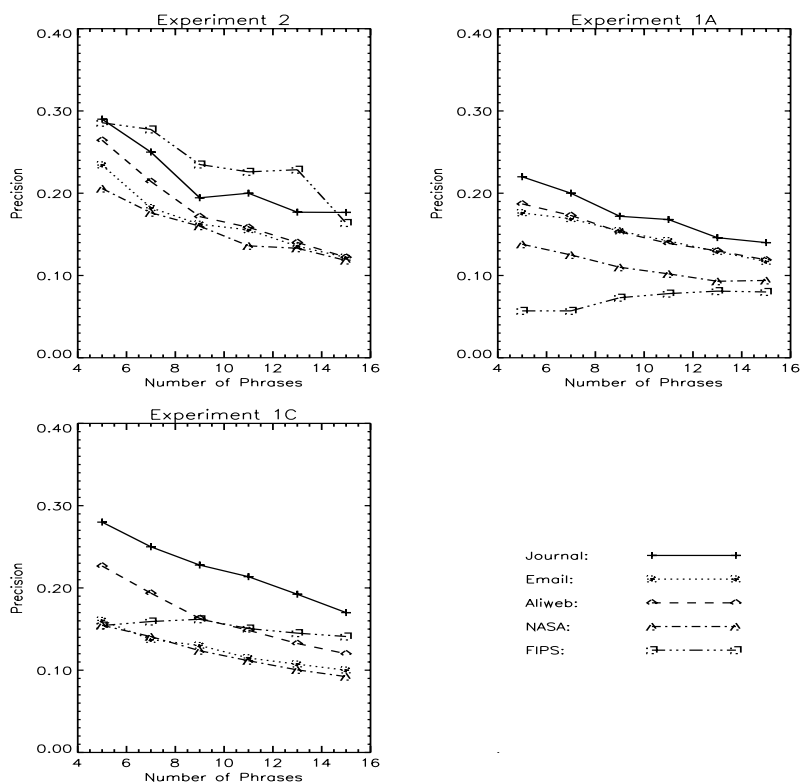 Experiment 2
0.40
0.30
0.20
0.10
0.00
Precision
4 6 8 10 12 14 16
Number of Phrases
Experiment 1A
0.40
0.30
0.20
0.10
0.00
Precision
4 6 8 10 12 14 16
Number of Phrases
Experiment 1C
0.40
0.30
0.20
0.10
0.00
Precision
4 6 8 10 12 14 16
Number of Phrases
Journal:
Email:
Aliweb:
NASA:
FIPS: